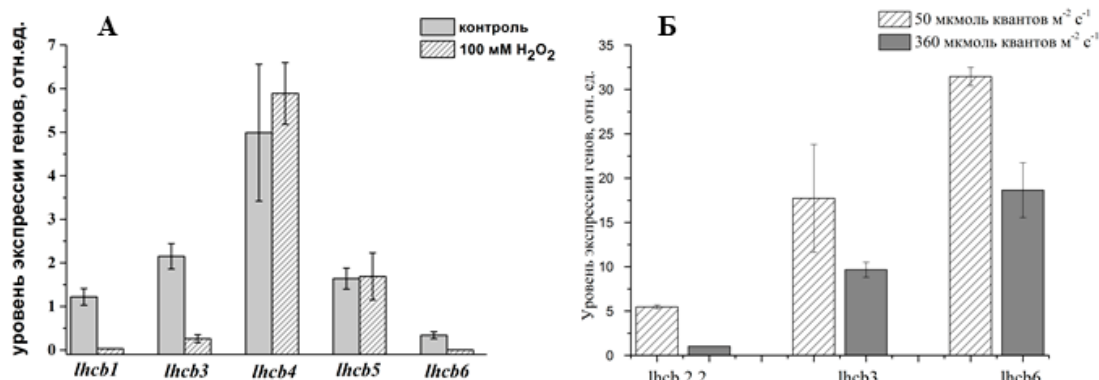 А
контроль
100 мМ H₂O₂
уровень экспрессии генов, отн.ед.
7
6
5
4
3
2
1
0
lhcb1 lhcb3 lhcb4 lhcb5 lhcb6
Б
50 мкмоль квантов м⁻² с⁻¹
360 мкмоль квантов м⁻² с⁻¹
Уровень экспрессии генов, отн. ед.
35
30
25
20
15
10
5
0
lhcb 2.2 lhcb3 lhcb6